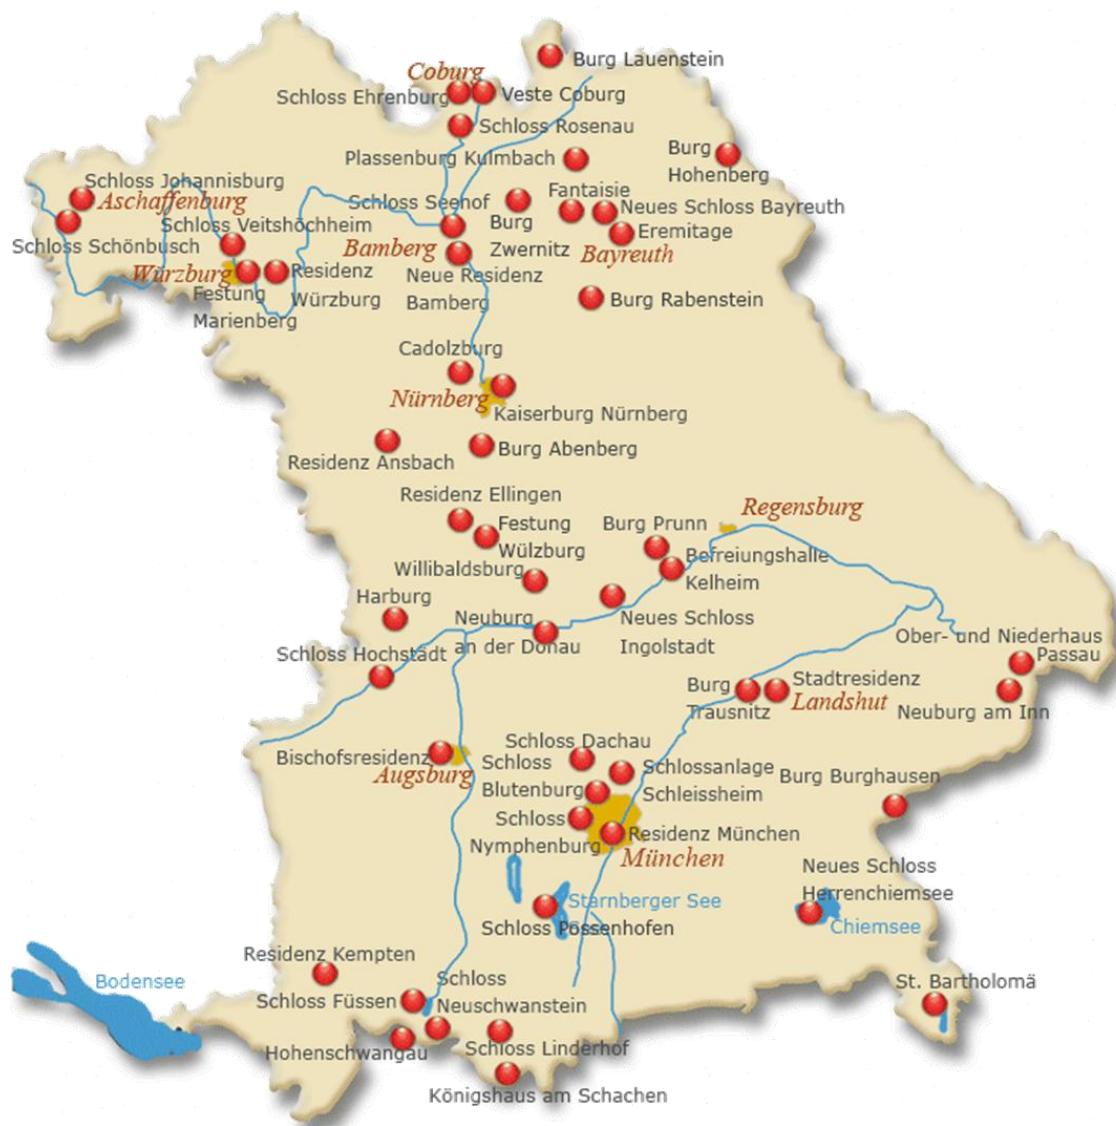 Burg Lauenstein
Coburg
Schloss Ehrenburg
Veste Coburg
Schloss Rosenau
Plassenburg Kulmbach
Burg
Hohenberg
Schloss Johannisburg
Aschaffenburg
Schloss Schönbusch
Schloss Veitshöchheim
Schloss Seehof
Fantaisie
Burg
Zwernitz
Neues Schloss Bayreuth
Eremitage
Bayreuth
Bamberg
Neue Residenz
Bamberg
Würzburg
Festung
Marienberg
Residenz
Würzburg
Burg Rabenstein
Cadolzburg
Nürnberg
Kaiserburg Nürnberg
Residenz Ansbach
Burg Abenberg
Residenz Ellingen
Festung
Wülzburg
Regensburg
Burg Prunn
Befreiungshalle
Kelheim
Willibaldsburg
Harburg
Neuburg
an der Donau
Neues Schloss
Ingolstadt
Schloss Hochstädt
Ober- und Niederhaus
Passau
Neuburg am Inn
Burg
Trausnitz
Stadtresidenz
Landshut
Bischofsresidenz
Augsburg
Schloss Dachau
Schloss
Blutenburg
Schlossanlage
Schleissheim
Burg Burghausen
Schloss
Nymphenburg
Residenz München
München
Neues Schloss
Herrenchiemsee
Chiemsee
Starnberger See
Schloss Possenhofen
Residenz Kempten
Bodensee
Schloss Füssen
Schloss
Neuschwanstein
St. Bartholomä
Hohenschwangau
Schloss Linderhof
Königshaus am Schachen